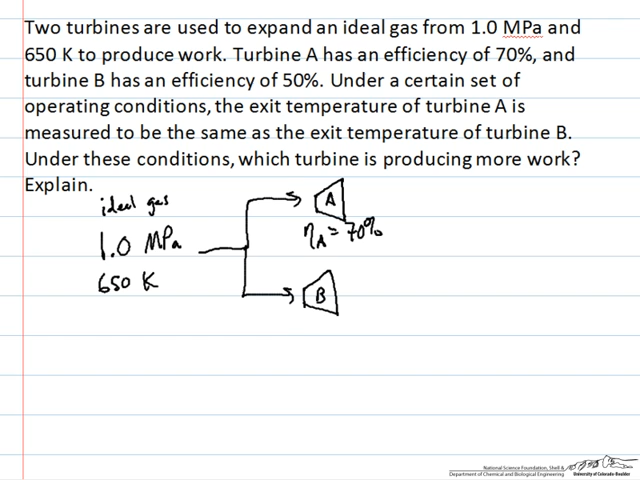 Two turbines are used to expand an ideal gas from 1.0 MPa and
650 K to produce work. Turbine A has an efficiency of 70%, and
turbine B has an efficiency of 50%. Under a certain set of
operating conditions, the exit temperature of turbine A is
measured to be the same as the exit temperature of turbine B.
Under these conditions, which turbine is producing more work?
Explain.
ideal gas
1.0 MPa
650 K
A
ηA = 70%
B
National Science Foundation, Shell &
Department of Chemical and Biological Engineering
University of Colorado Boulder